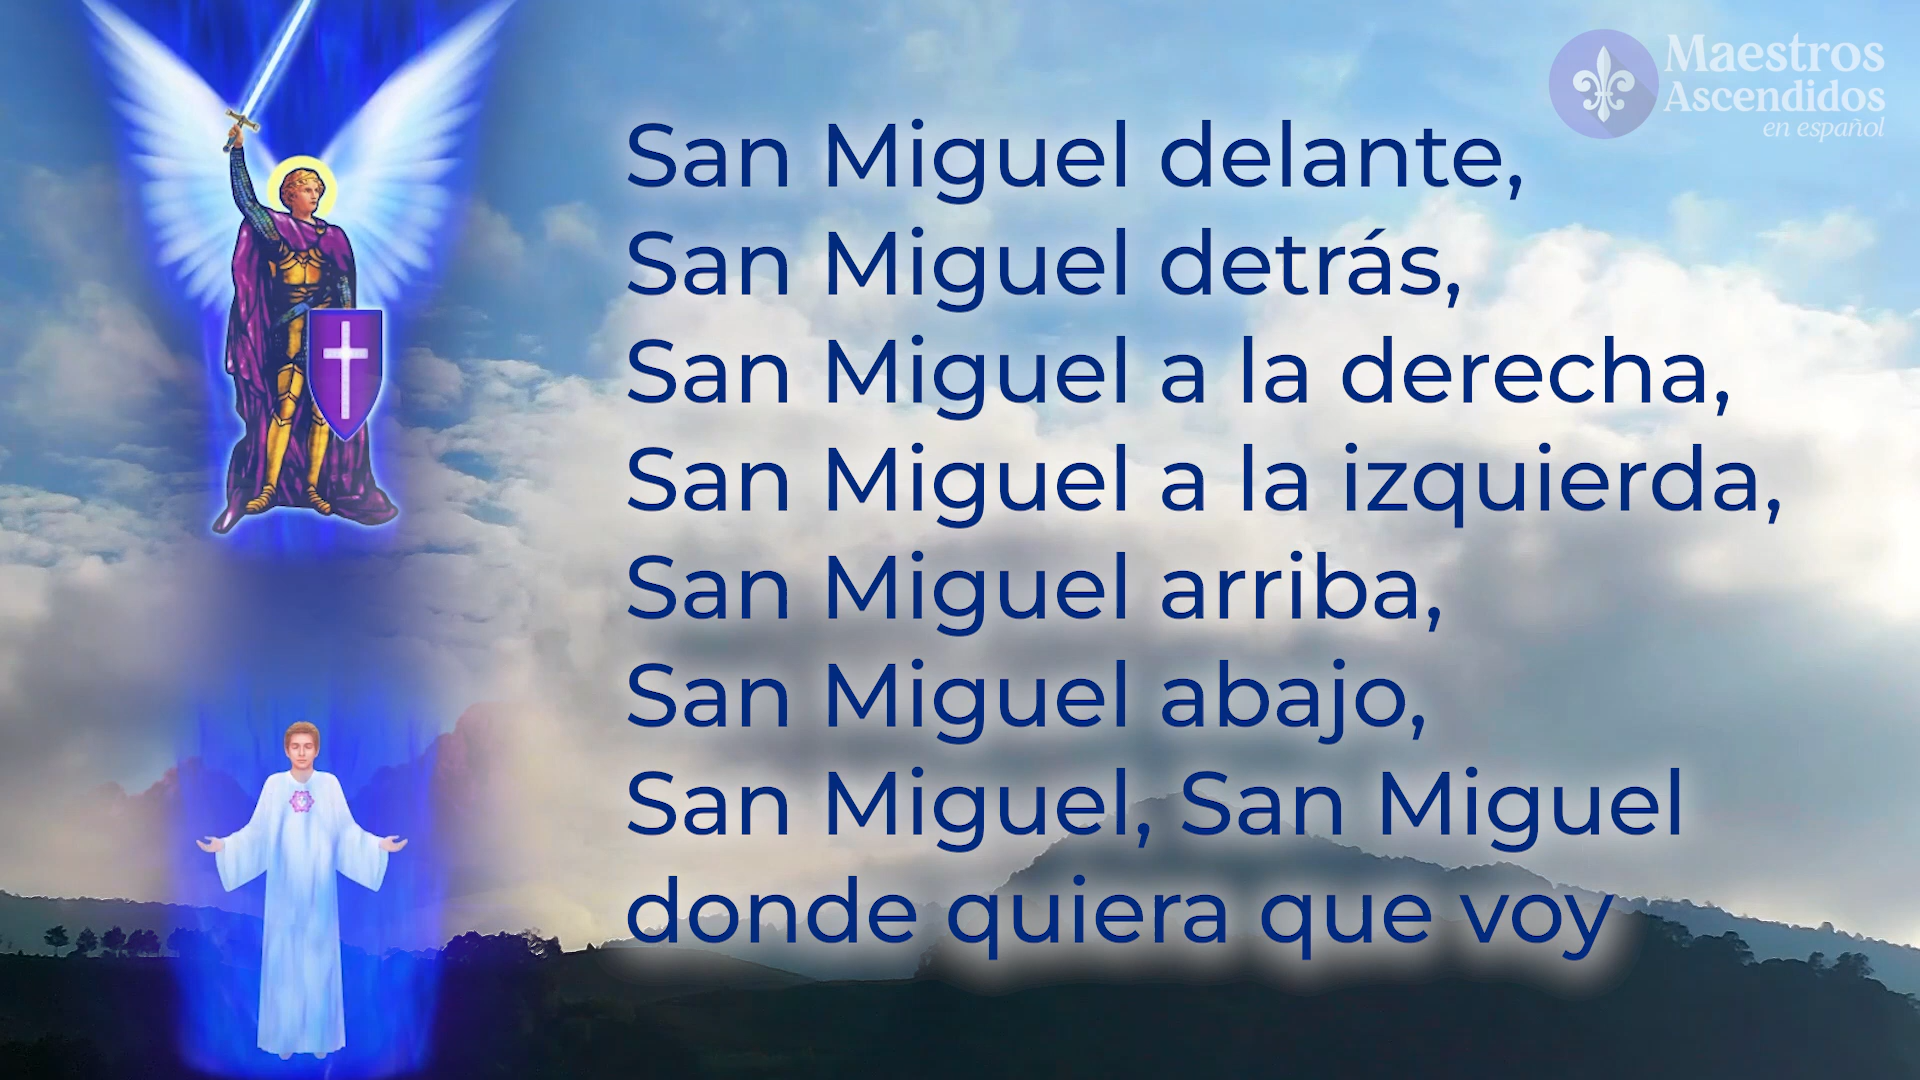 Maestros
Ascendidos
en español
San Miguel delante,
San Miguel detrás,
San Miguel a la derecha,
San Miguel a la izquierda,
San Miguel arriba,
San Miguel abajo,
San Miguel, San Miguel
donde quiera que voy